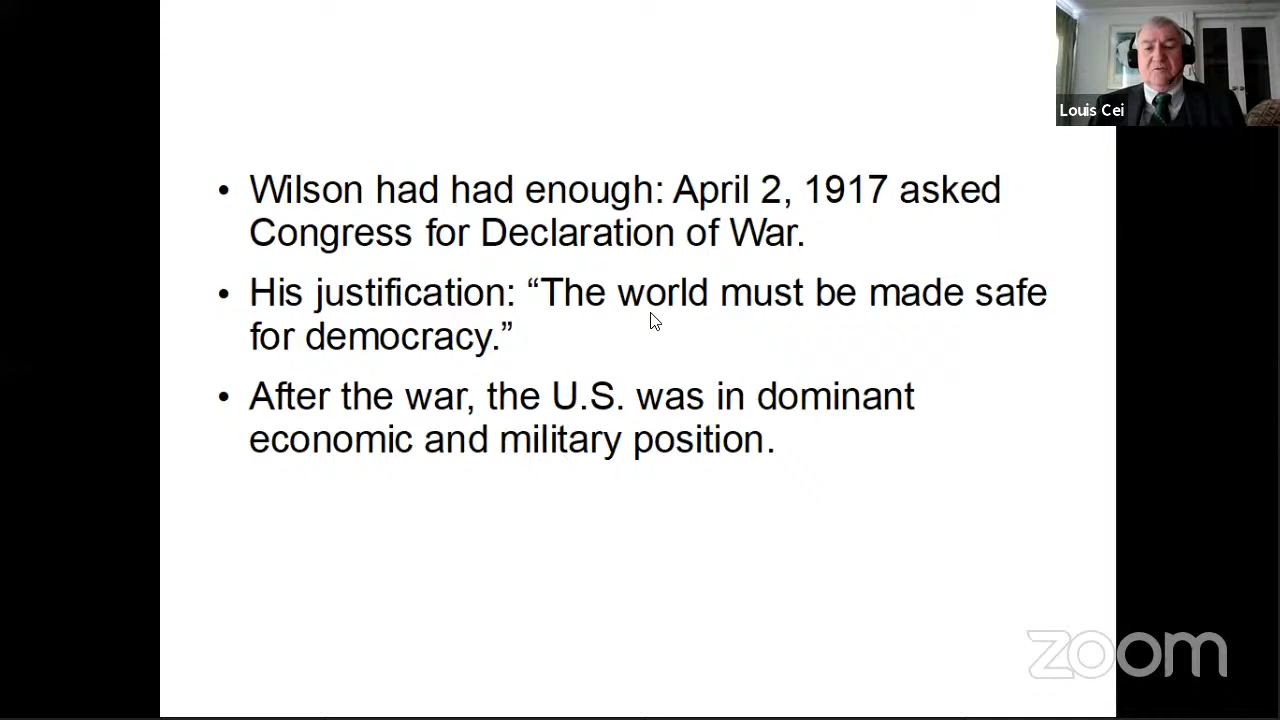 Louis Cei
• Wilson had had enough: April 2, 1917 asked
Congress for Declaration of War.
• His justification: “The world must be made safe
for democracy.”
• After the war, the U.S. was in dominant
economic and military position.
zoom